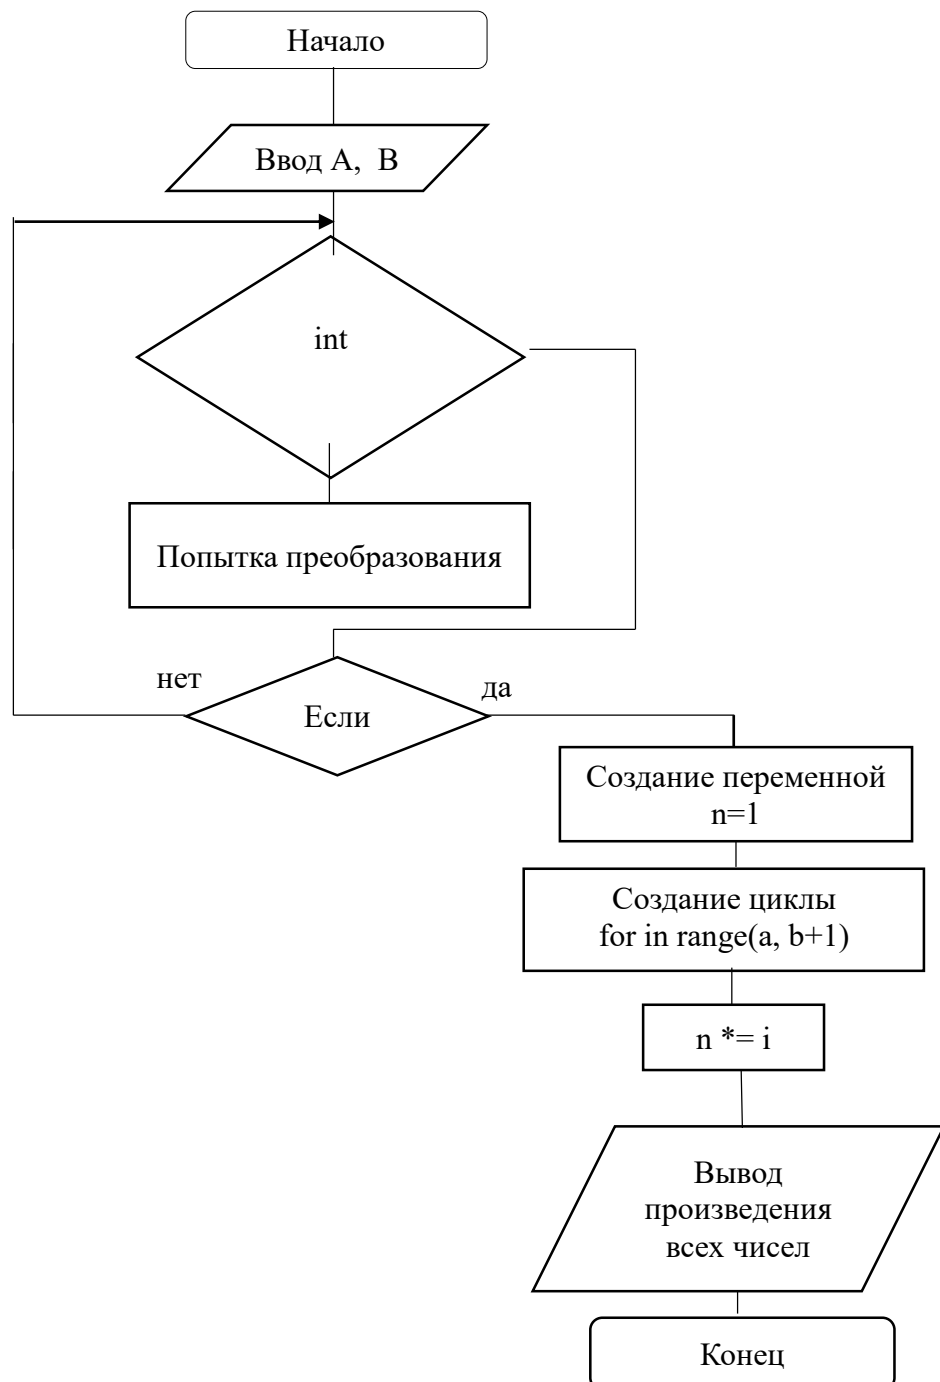 Начало
Ввод А,  В
int
Попытка преобразования
нет
да
Если
Создание переменной
n=1
Создание циклы
for in range(a, b+1)
n *= i
Вывод
произведения
всех чисел
Конец